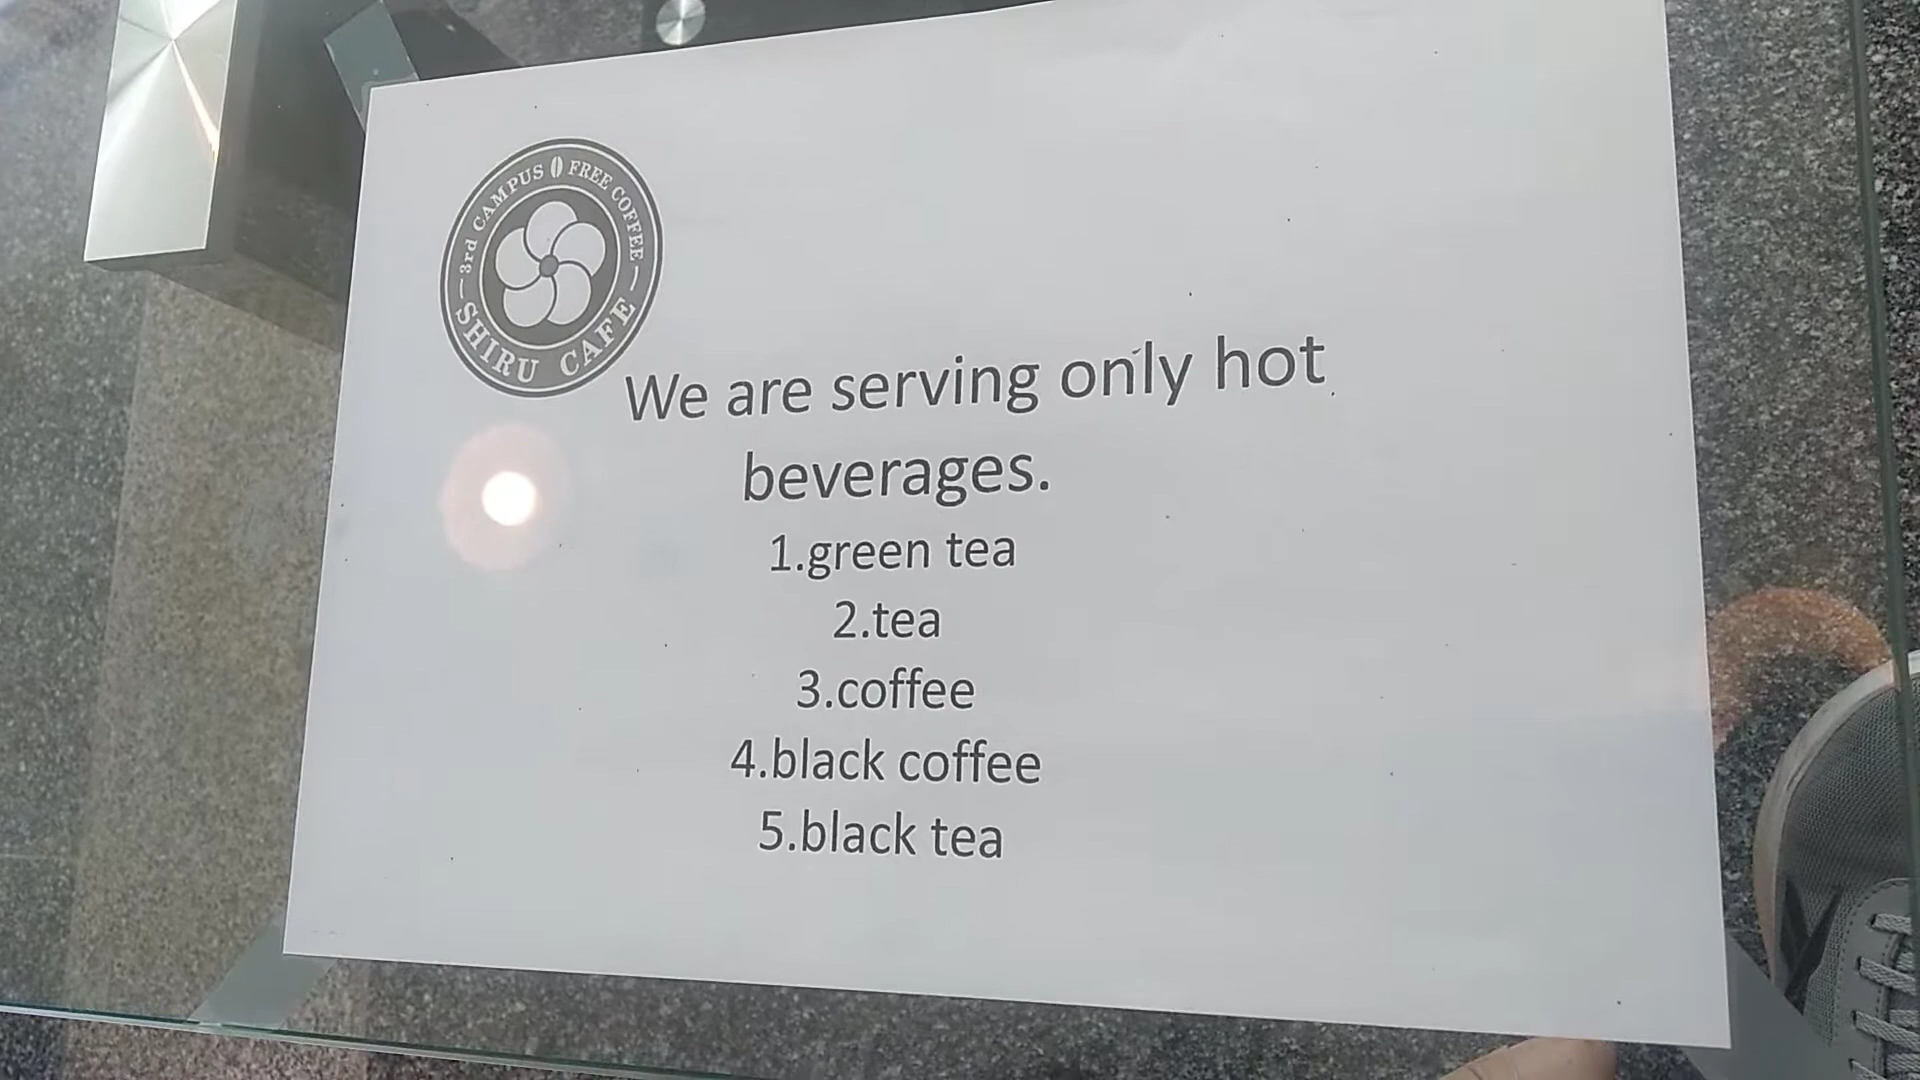 3rd CAMPUS FREE COFFEE
SHIRU CAFE
We are serving only hot
beverages.
1.green tea
2.tea
3.coffee
4.black coffee
5.black tea